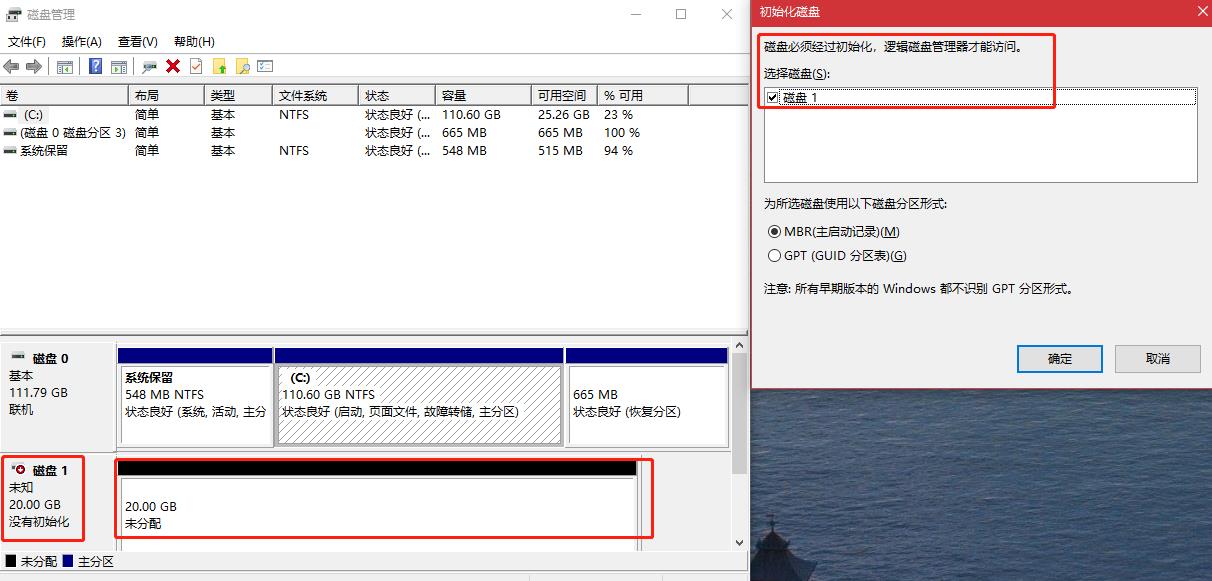 磁盘管理
文件(F) 操作(A) 查看(V) 帮助(H)
卷 布局 类型 文件系统 状态 容量 可用空间 % 可用
(C:) 简单 基本 NTFS 状态良好 (... 110.60 GB 25.26 GB 23 %
(磁盘 0 磁盘分区 3) 简单 基本 状态良好 (... 665 MB 665 MB 100 %
系统保留 简单 基本 NTFS 状态良好 (... 548 MB 515 MB 94 %
磁盘 0
基本
111.79 GB
联机
系统保留
548 MB NTFS
状态良好 (系统, 活动, 主分
(C:)
110.60 GB NTFS
状态良好 (启动, 页面文件, 故障转储, 主分区)
665 MB
状态良好 (恢复分区)
磁盘 1
未知
20.00 GB
没有初始化
20.00 GB
未分配
未分配 主分区
初始化磁盘
磁盘必须经过初始化，逻辑磁盘管理器才能访问。
选择磁盘(S):
磁盘 1
为所选磁盘使用以下磁盘分区形式:
MBR(主启动记录)(M)
GPT (GUID 分区表)(G)
注意: 所有早期版本的 Windows 都不识别 GPT 分区形式。
确定 取消